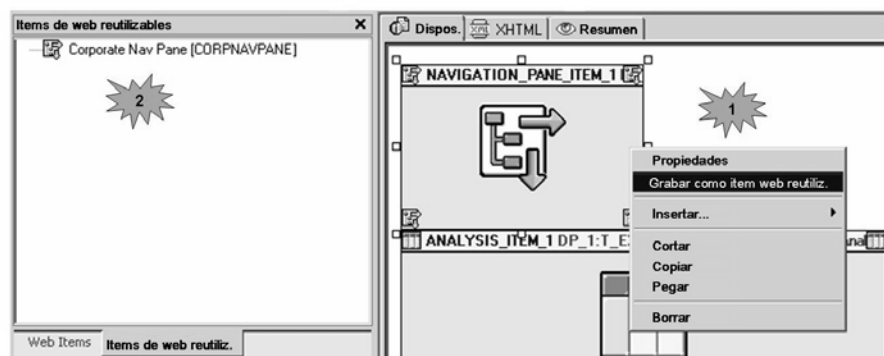 Items de web reutilizables
Corporate Nav Pane [CORPNAVPANE]
2
Web Items
Items de web reutiliz.
Dispos.
XHTML
Resumen
NAVIGATION_PANE_ITEM_1
1
Propiedades
Grabar como item web reutiliz.
Insertar...
Cortar
Copiar
Pegar
Borrar
ANALYSIS_ITEM_1 DP_1:T_E